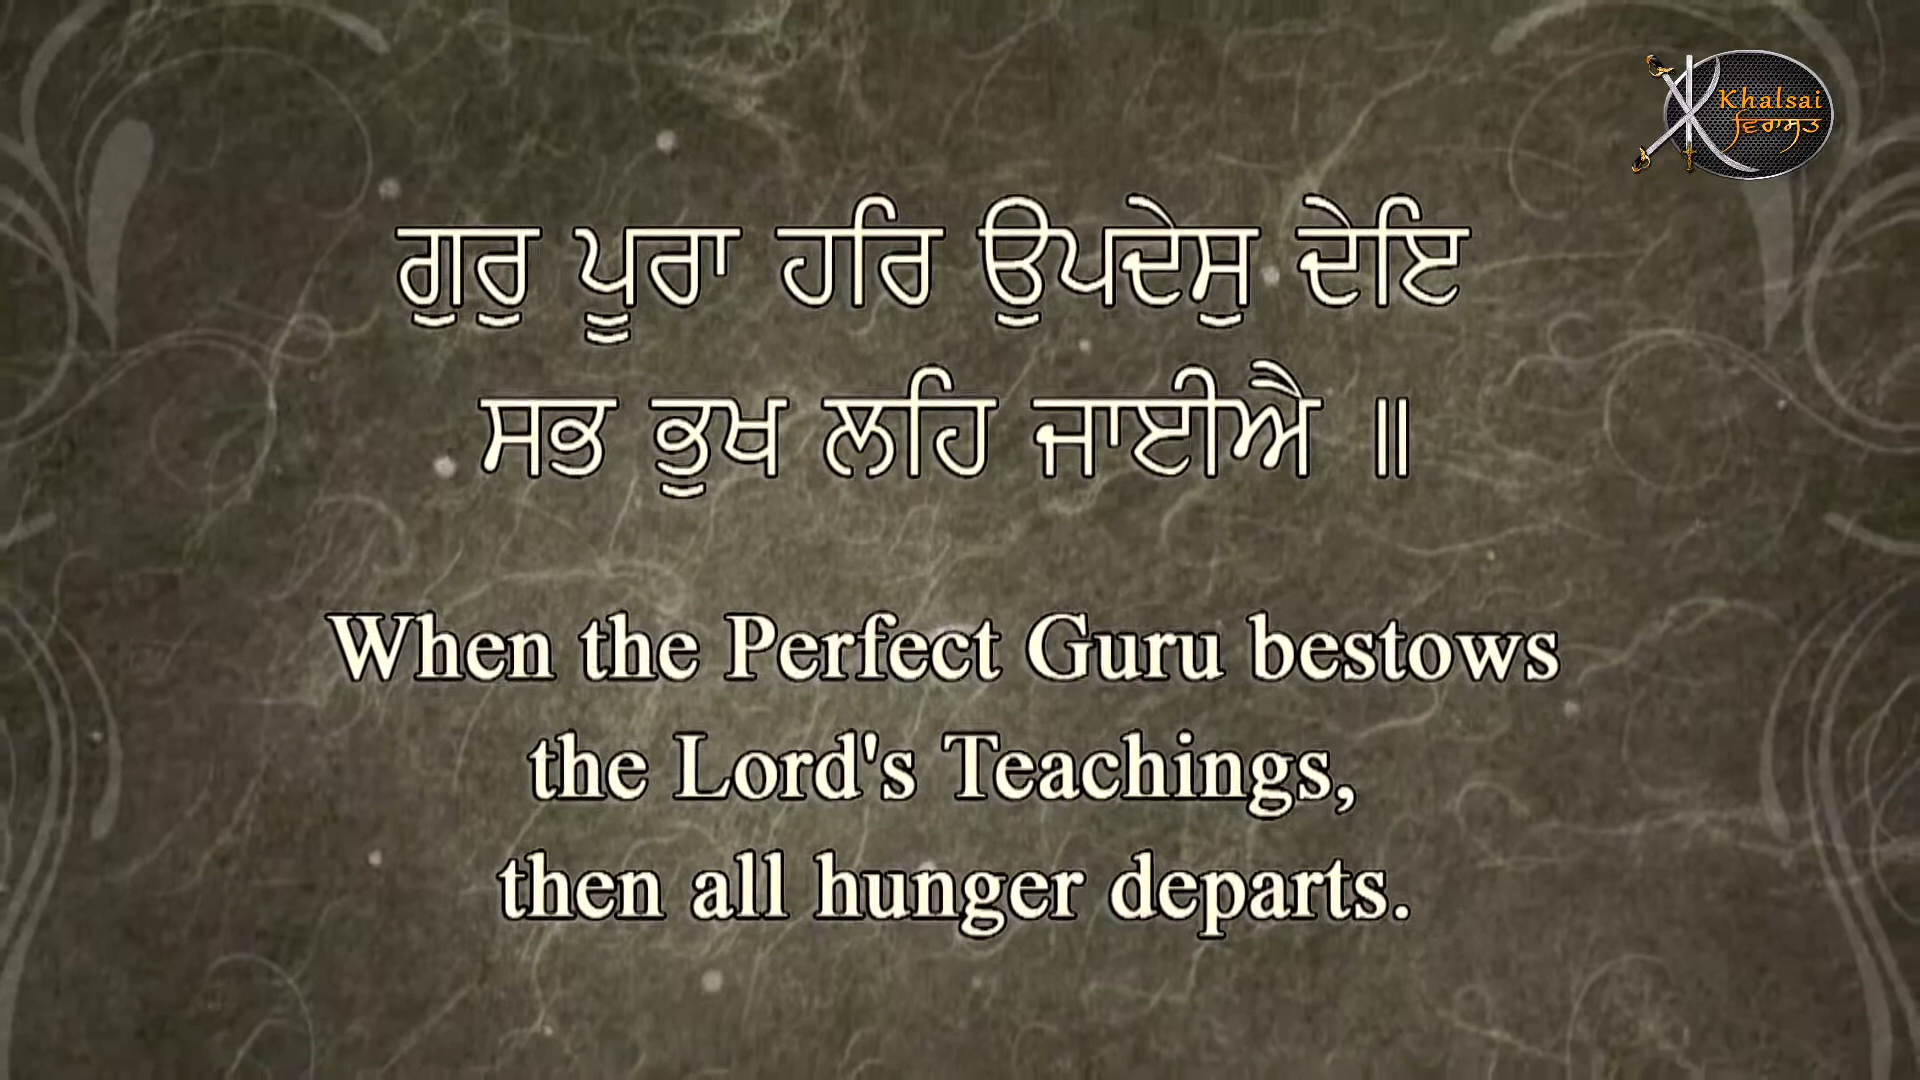 Khalsai
ਵਿਰਾਸਤ
ਗੁਰੁ ਪੂਰਾ ਹਰਿ ਉਪਦੇਸੁ ਦੇਇ
ਸਭ ਭੁਖ ਲਹਿ ਜਾਈਐ ॥
When the Perfect Guru bestows
the Lord's Teachings,
then all hunger departs.